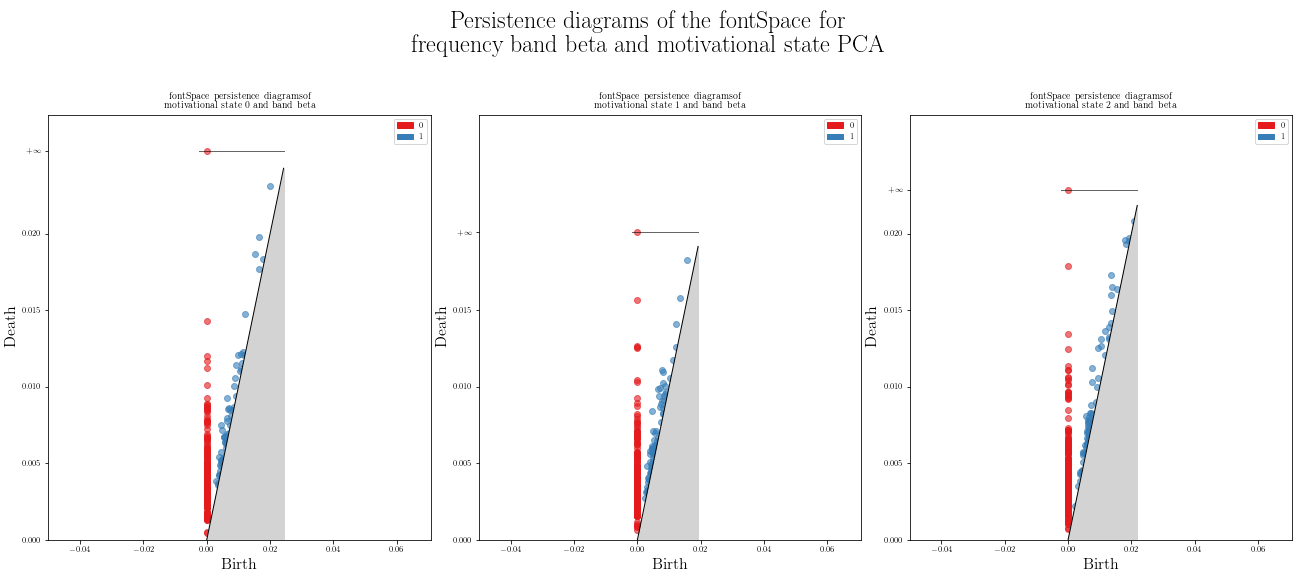 Persistence diagrams of the fontSpace for
frequency band beta and motivational state PCA
fontSpace persistence diagramsof
motivational state 0 and band beta
0
1
+∞
0.020
0.015
0.010
0.005
0.000
Death
−0.04 −0.02 0.00 0.02 0.04 0.06
Birth
fontSpace persistence diagramsof
motivational state 1 and band beta
0
1
+∞
0.015
0.010
0.005
0.000
Death
−0.04 −0.02 0.00 0.02 0.04 0.06
Birth
fontSpace persistence diagramsof
motivational state 2 and band beta
0
1
+∞
0.020
0.015
0.010
0.005
0.000
Death
−0.04 −0.02 0.00 0.02 0.04 0.06
Birth